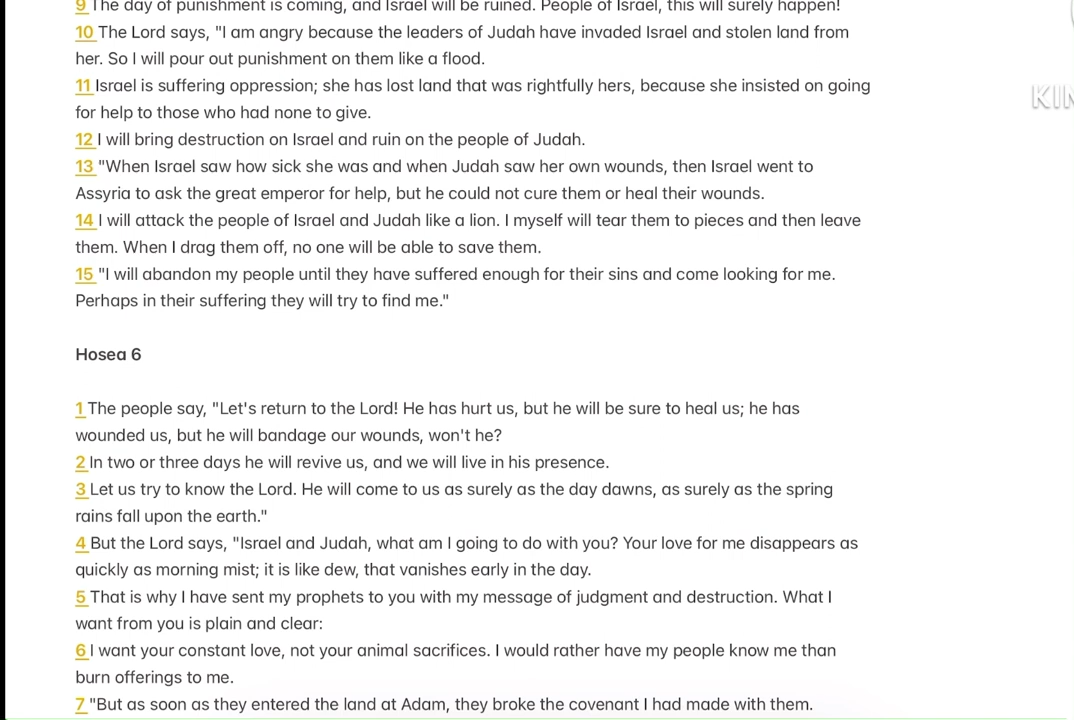 9 The day of punishment is coming, and Israel will be ruined. People of Israel, this will surely happen!
10 The Lord says, "I am angry because the leaders of Judah have invaded Israel and stolen land from
her. So I will pour out punishment on them like a flood.
11 Israel is suffering oppression; she has lost land that was rightfully hers, because she insisted on going
for help to those who had none to give.
12 I will bring destruction on Israel and ruin on the people of Judah.
13 "When Israel saw how sick she was and when Judah saw her own wounds, then Israel went to
Assyria to ask the great emperor for help, but he could not cure them or heal their wounds.
14 I will attack the people of Israel and Judah like a lion. I myself will tear them to pieces and then leave
them. When I drag them off, no one will be able to save them.
15 "I will abandon my people until they have suffered enough for their sins and come looking for me.
Perhaps in their suffering they will try to find me."
Hosea 6
1 The people say, "Let's return to the Lord! He has hurt us, but he will be sure to heal us; he has
wounded us, but he will bandage our wounds, won't he?
2 In two or three days he will revive us, and we will live in his presence.
3 Let us try to know the Lord. He will come to us as surely as the day dawns, as surely as the spring
rains fall upon the earth."
4 But the Lord says, "Israel and Judah, what am I going to do with you? Your love for me disappears as
quickly as morning mist; it is like dew, that vanishes early in the day.
5 That is why I have sent my prophets to you with my message of judgment and destruction. What I
want from you is plain and clear:
6 I want your constant love, not your animal sacrifices. I would rather have my people know me than
burn offerings to me.
7 "But as soon as they entered the land at Adam, they broke the covenant I had made with them.